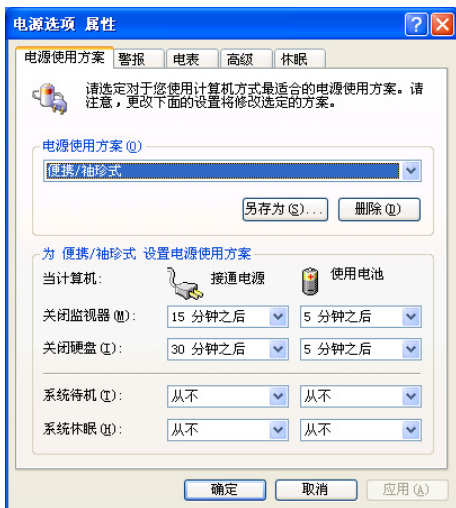 电源选项 属性
电源使用方案 警报 电表 高级 休眠
请选定对于您使用计算机方式最适合的电源使用方案。请
注意，更改下面的设置将修改选定的方案。
电源使用方案(O)
便携/袖珍式
另存为(S)... 删除(D)
为 便携/袖珍式 设置电源使用方案
当计算机: 接通电源 使用电池
关闭监视器(M): 15 分钟之后 5 分钟之后
关闭硬盘(I): 30 分钟之后 5 分钟之后
系统待机(T): 从不 从不
系统休眠(H): 从不 从不
确定 取消 应用(A)